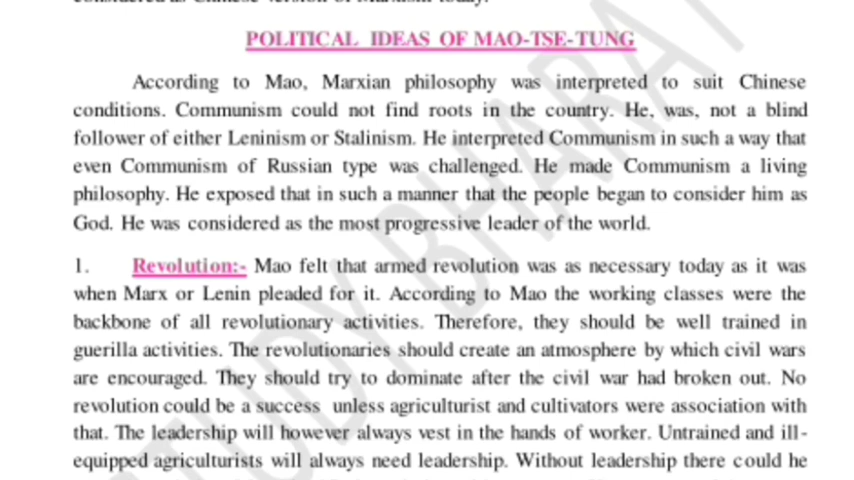 considered as Chinese version of Marxism today.
POLITICAL IDEAS OF MAO-TSE-TUNG
According to Mao, Marxian philosophy was interpreted to suit Chinese
conditions. Communism could not find roots in the country. He, was, not a blind
follower of either Leninism or Stalinism. He interpreted Communism in such a way that
even Communism of Russian type was challenged. He made Communism a living
philosophy. He exposed that in such a manner that the people began to consider him as
God. He was considered as the most progressive leader of the world.
1. Revolution:- Mao felt that armed revolution was as necessary today as it was
when Marx or Lenin pleaded for it. According to Mao the working classes were the
backbone of all revolutionary activities. Therefore, they should be well trained in
guerilla activities. The revolutionaries should create an atmosphere by which civil wars
are encouraged. They should try to dominate after the civil war had broken out. No
revolution could be a success unless agriculturist and cultivators were association with
that. The leadership will however always vest in the hands of worker. Untrained and ill-
equipped agriculturists will always need leadership. Without leadership there could he
STUDY BHARAT